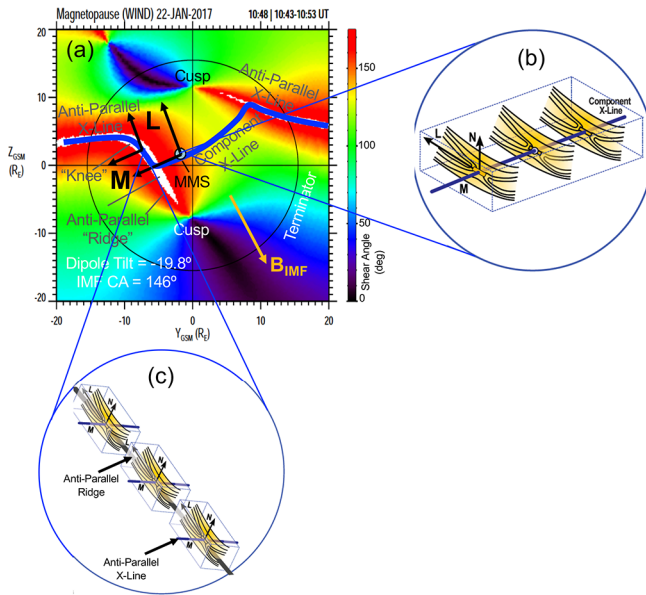 Magnetopause (WIND) 22-JAN-2017 10:48 | 10:43-10:53 UT
(a)
Cusp
Anti-Parallel
X-Line
Anti-Parallel
X-Line
L
Component
X-Line
"Knee"
M
MMS
Anti-Parallel
"Ridge"
Cusp
Terminator
B_IMF
Dipole Tilt = -19.8º
IMF CA = 146º
20
10
0
-10
-20
Z_GSM
(R_E)
-20 -10 0 10 20
Y_GSM (R_E)
150
100
50
0
Shear Angle
(deg)
(b)
Component
X-Line
L
N
M
(c)
L
N
M
L
N
M
L
N
M
Anti-Parallel
Ridge
Anti-Parallel
X-Line